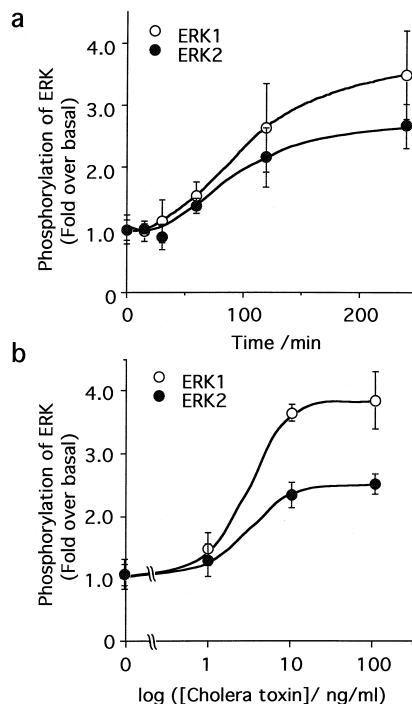 a
ERK1
ERK2
Phosphorylation of ERK
(Fold over basal)
4.0
3.0
2.0
1.0
0
0
100
200
Time /min
b
ERK1
ERK2
Phosphorylation of ERK
(Fold over basal)
4.0
3.0
2.0
1.0
0
0
1
10
100
log ([Cholera toxin]/ ng/ml)